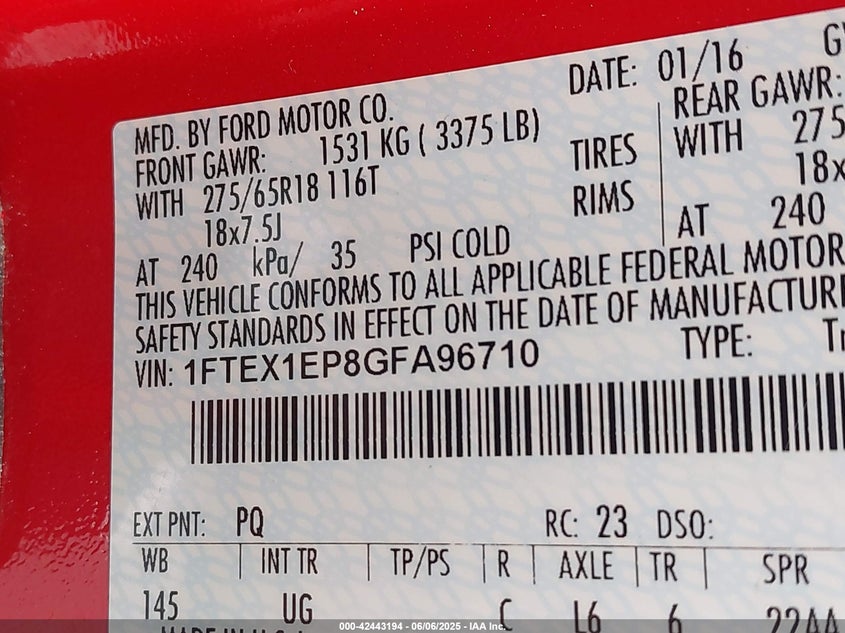 DATE: 01/16
MFD. BY FORD MOTOR CO.
FRONT GAWR: 1531 KG ( 3375 LB) REAR GAWR:
WITH 275/65R18 116T TIRES WITH 275
18x7.5J RIMS 18x
AT 240 kPa/ 35 PSI COLD AT 240
THIS VEHICLE CONFORMS TO ALL APPLICABLE FEDERAL MOTOR
SAFETY STANDARDS IN EFFECT ON THE DATE OF
VIN: 1FTEX1EP8GFA96710 TYPE:
EXT PNT: PQ RC: 23 DSO:
WB INT TR TP/PS R AXLE TR SPR
145 UG C L6 6
000-42443194 - 06/06/2025 - IAA Inc.